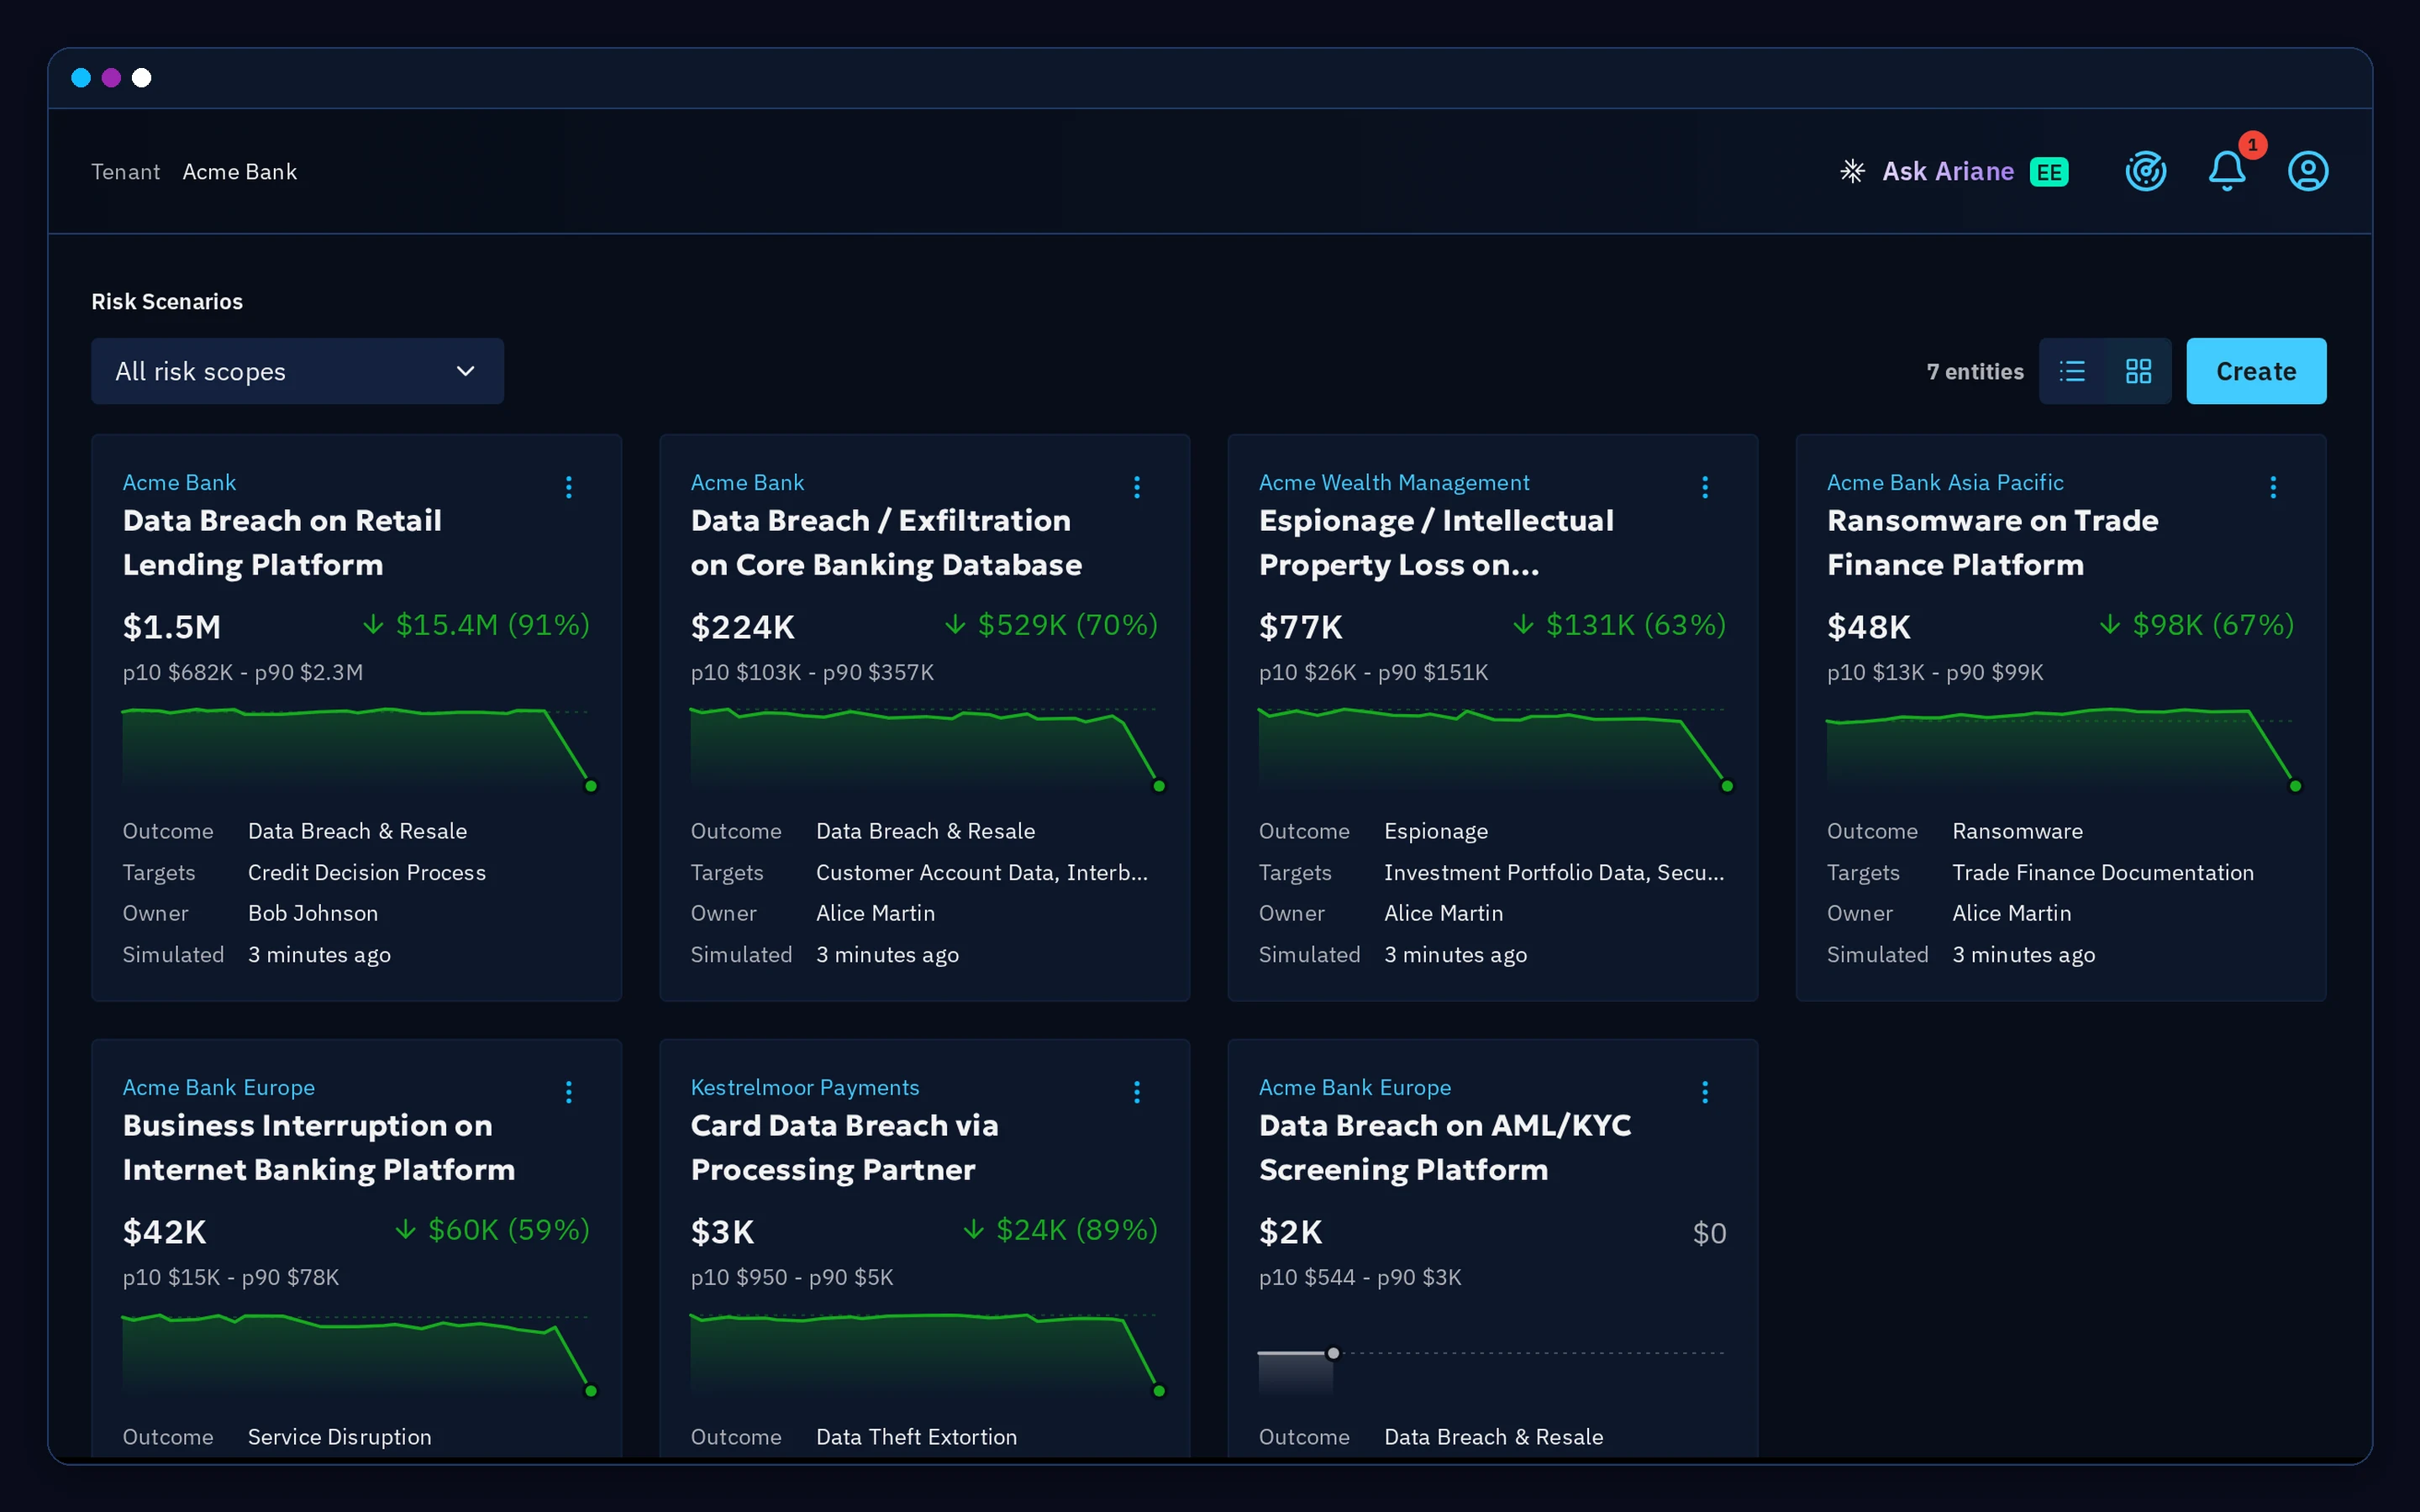 Tenant Acme Bank
Ask Ariane EE
1
Risk Scenarios
All risk scopes
7 entities
Create
Acme Bank
Data Breach on Retail
Lending Platform
$1.5M ↓ $15.4M (91%)
p10 $682K - p90 $2.3M
Outcome Data Breach & Resale
Targets Credit Decision Process
Owner Bob Johnson
Simulated 3 minutes ago
Acme Bank
Data Breach / Exfiltration
on Core Banking Database
$224K ↓ $529K (70%)
p10 $103K - p90 $357K
Outcome Data Breach & Resale
Targets Customer Account Data, Interb...
Owner Alice Martin
Simulated 3 minutes ago
Acme Wealth Management
Espionage / Intellectual
Property Loss on...
$77K ↓ $131K (63%)
p10 $26K - p90 $151K
Outcome Espionage
Targets Investment Portfolio Data, Secu...
Owner Alice Martin
Simulated 3 minutes ago
Acme Bank Asia Pacific
Ransomware on Trade
Finance Platform
$48K ↓ $98K (67%)
p10 $13K - p90 $99K
Outcome Ransomware
Targets Trade Finance Documentation
Owner Alice Martin
Simulated 3 minutes ago
Acme Bank Europe
Business Interruption on
Internet Banking Platform
$42K ↓ $60K (59%)
p10 $15K - p90 $78K
Outcome Service Disruption
Kestrelmoor Payments
Card Data Breach via
Processing Partner
$3K ↓ $24K (89%)
p10 $950 - p90 $5K
Outcome Data Theft Extortion
Acme Bank Europe
Data Breach on AML/KYC
Screening Platform
$2K $0
p10 $544 - p90 $3K
Outcome Data Breach & Resale